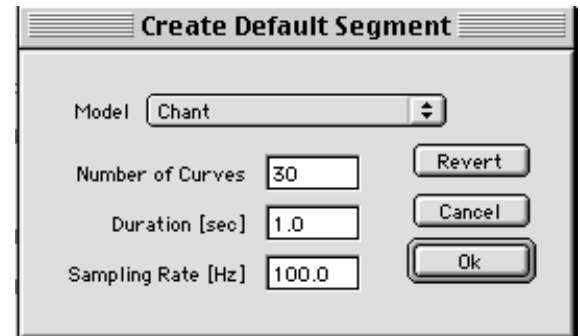 Create Default Segment
Model Chant
Number of Curves 30 Revert
Duration [sec] 1.0 Cancel
Sampling Rate [Hz] 100.0 Ok